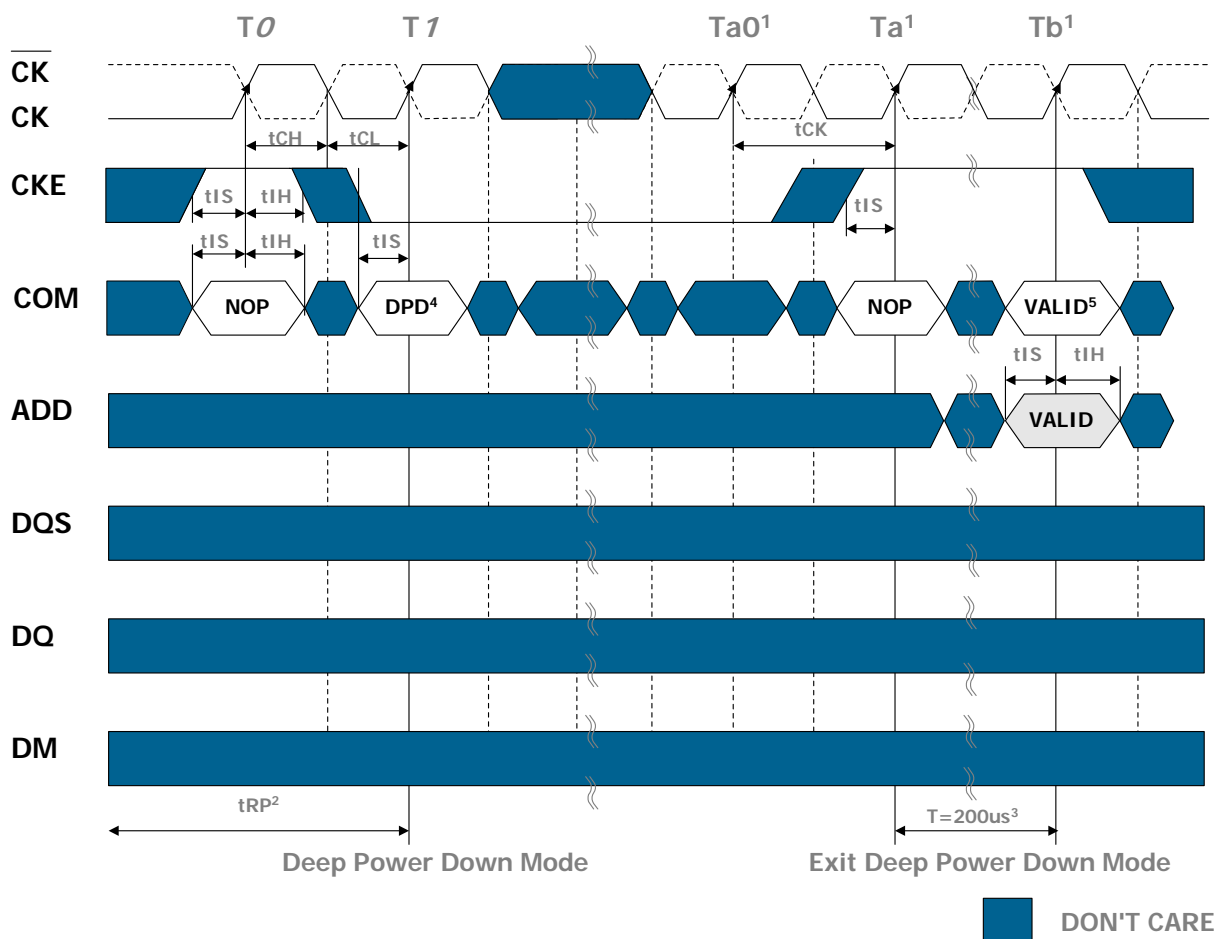 T0 T1 Ta0¹ Ta¹ Tb¹
CK
CK
tCH tCL tCK
CKE
tIS tIH tIS
tIS tIH tIS
COM NOP DPD⁴ NOP VALID⁵
tIS tIH
ADD VALID
DQS
DQ
DM
tRP² T=200us³
Deep Power Down Mode Exit Deep Power Down Mode
DON'T CARE